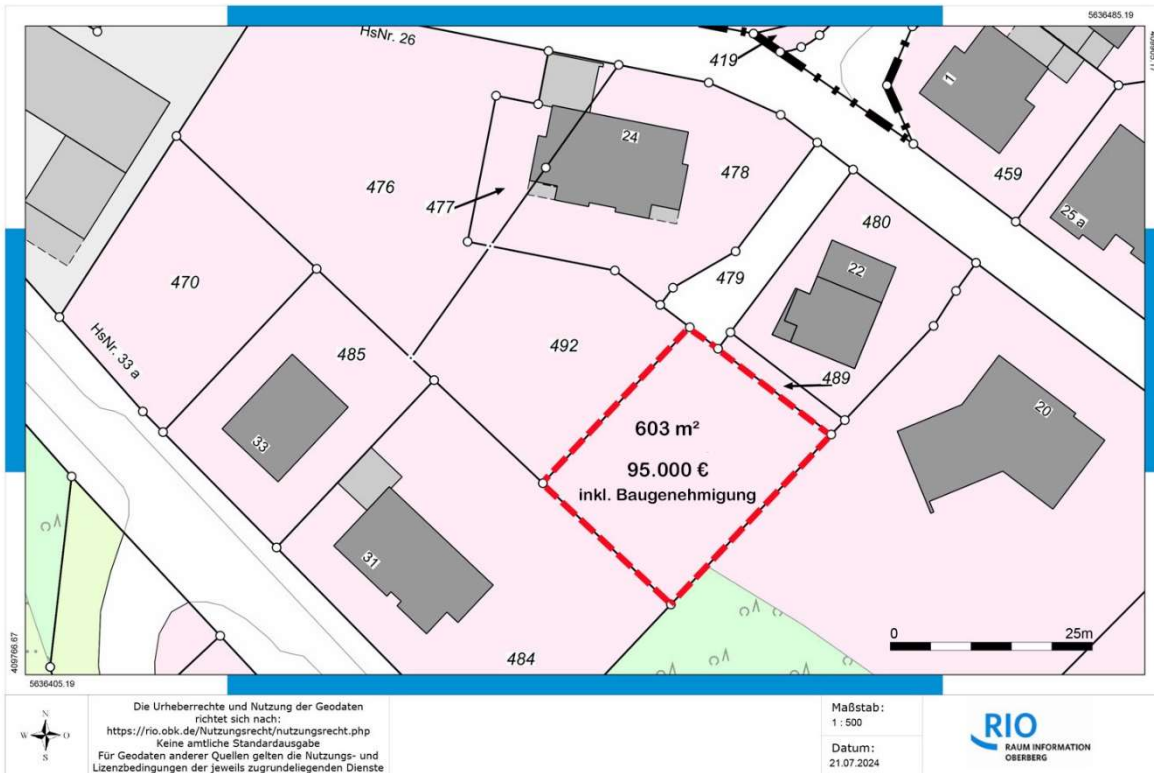 5636485.19
409905.17
HsNr. 26
419
1
24
459
478
476
477
25 a
480
22
479
470
HsNr. 33 a
485
492
489
20
33
603 m²
95.000 €
inkl. Baugenehmigung
31
0 25m
484
409766.67
5636405.19
N
W O
S
Die Urheberrechte und Nutzung der Geodaten
richtet sich nach:
https://rio.obk.de/Nutzungsrecht/nutzungsrecht.php
Keine amtliche Standardausgabe
Für Geodaten anderer Quellen gelten die Nutzungs- und
Lizenzbedingungen der jeweils zugrundeliegenden Dienste
Maßstab:
1 : 500
Datum:
21.07.2024
RIO
RAUM INFORMATION
OBERBERG